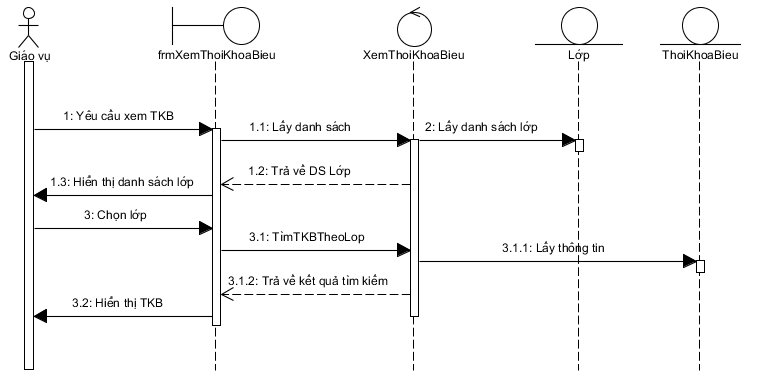 Giáo vụ
frmXemThoiKhoaBieu
XemThoiKhoaBieu
Lớp
ThoiKhoaBieu
1: Yêu cầu xem TKB
1.1: Lấy danh sách
2: Lấy danh sách lớp
1.2: Trả về DS Lớp
1.3: Hiển thị danh sách lớp
3: Chọn lớp
3.1: TìmTKBTheoLop
3.1.1: Lấy thông tin
3.1.2: Trả về kết quả tìm kiếm
3.2: Hiển thị TKB